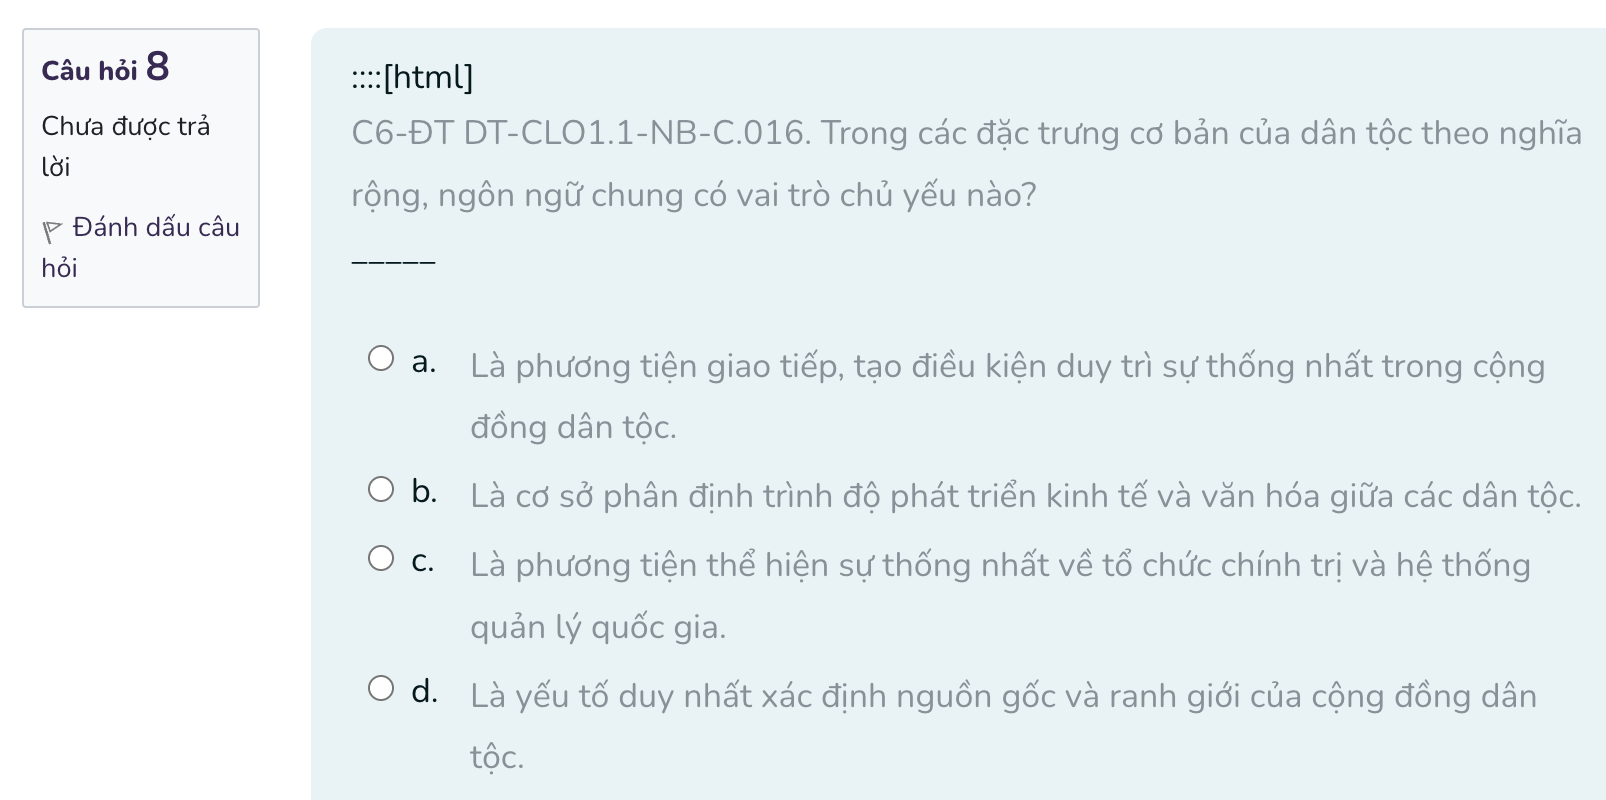 Câu hỏi 8
Chưa được trả
lời
Đánh dấu câu
hỏi
::::[html]
C6-ĐT DT-CLO1.1-NB-C.016. Trong các đặc trưng cơ bản của dân tộc theo nghĩa
rộng, ngôn ngữ chung có vai trò chủ yếu nào?
_____
a. Là phương tiện giao tiếp, tạo điều kiện duy trì sự thống nhất trong cộng
đồng dân tộc.
b. Là cơ sở phân định trình độ phát triển kinh tế và văn hóa giữa các dân tộc.
c. Là phương tiện thể hiện sự thống nhất về tổ chức chính trị và hệ thống
quản lý quốc gia.
d. Là yếu tố duy nhất xác định nguồn gốc và ranh giới của cộng đồng dân
tộc.